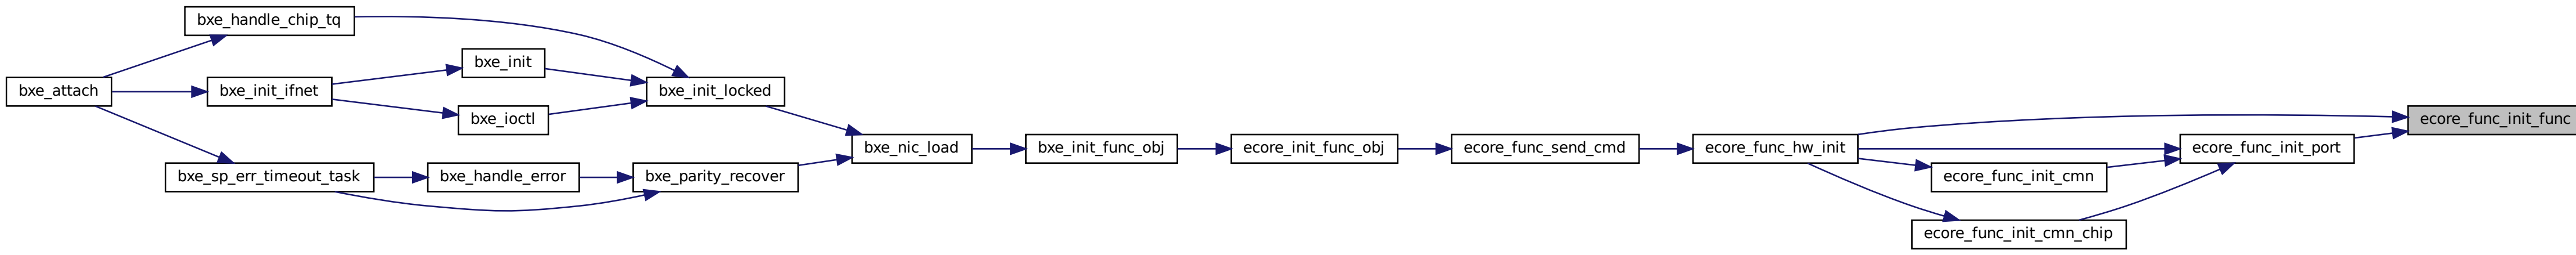 bxe_handle_chip_tq
bxe_init
bxe_attach
bxe_init_ifnet
bxe_init_locked
bxe_ioctl
ecore_func_init_func
bxe_nic_load
bxe_init_func_obj
ecore_init_func_obj
ecore_func_send_cmd
ecore_func_hw_init
ecore_func_init_port
bxe_sp_err_timeout_task
bxe_handle_error
bxe_parity_recover
ecore_func_init_cmn
ecore_func_init_cmn_chip